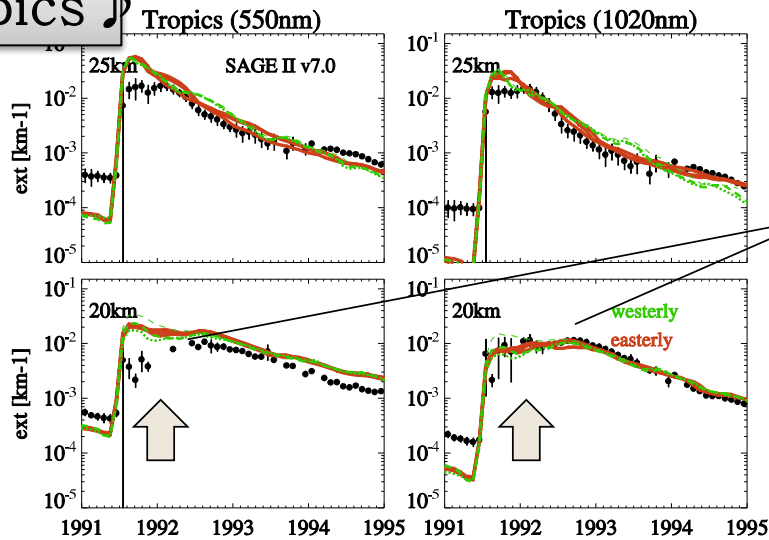 pics ♪
Tropics (550nm)
Tropics (1020nm)
25km
SAGE II v7.0
25km
ext [km-1]
10⁻¹
10⁻²
10⁻³
10⁻⁴
10⁻⁵
10⁻¹
10⁻²
10⁻³
10⁻⁴
10⁻⁵
20km
20km
westerly
easterly
ext [km-1]
10⁻¹
10⁻²
10⁻³
10⁻⁴
10⁻⁵
10⁻¹
10⁻²
10⁻³
10⁻⁴
10⁻⁵
1991 1992 1993 1994 1995
1991 1992 1993 1994 1995